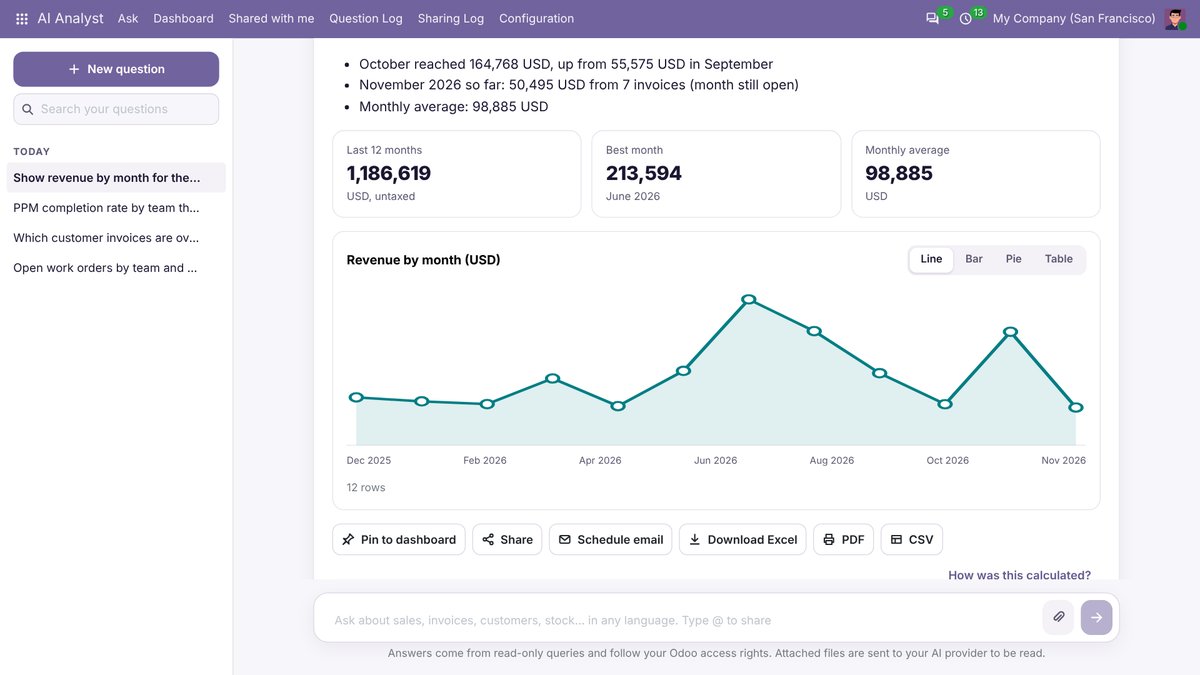 AI Analyst Ask Dashboard Shared with me Question Log Sharing Log Configuration 5 13 My Company (San Francisco)
New question
Search your questions
TODAY
Show revenue by month for the...
PPM completion rate by team th...
Which customer invoices are ov...
Open work orders by team and ...
• October reached 164,768 USD, up from 55,575 USD in September
• November 2026 so far: 50,495 USD from 7 invoices (month still open)
• Monthly average: 98,885 USD
Last 12 months
1,186,619
USD, untaxed
Best month
213,594
June 2026
Monthly average
98,885
USD
Revenue by month (USD)
Line Bar Pie Table
Dec 2025 Feb 2026 Apr 2026 Jun 2026 Aug 2026 Oct 2026 Nov 2026
12 rows
Pin to dashboard Share Schedule email Download Excel PDF CSV
How was this calculated?
Ask about sales, invoices, customers, stock... in any language. Type @ to share
Answers come from read-only queries and follow your Odoo access rights. Attached files are sent to your AI provider to be read.